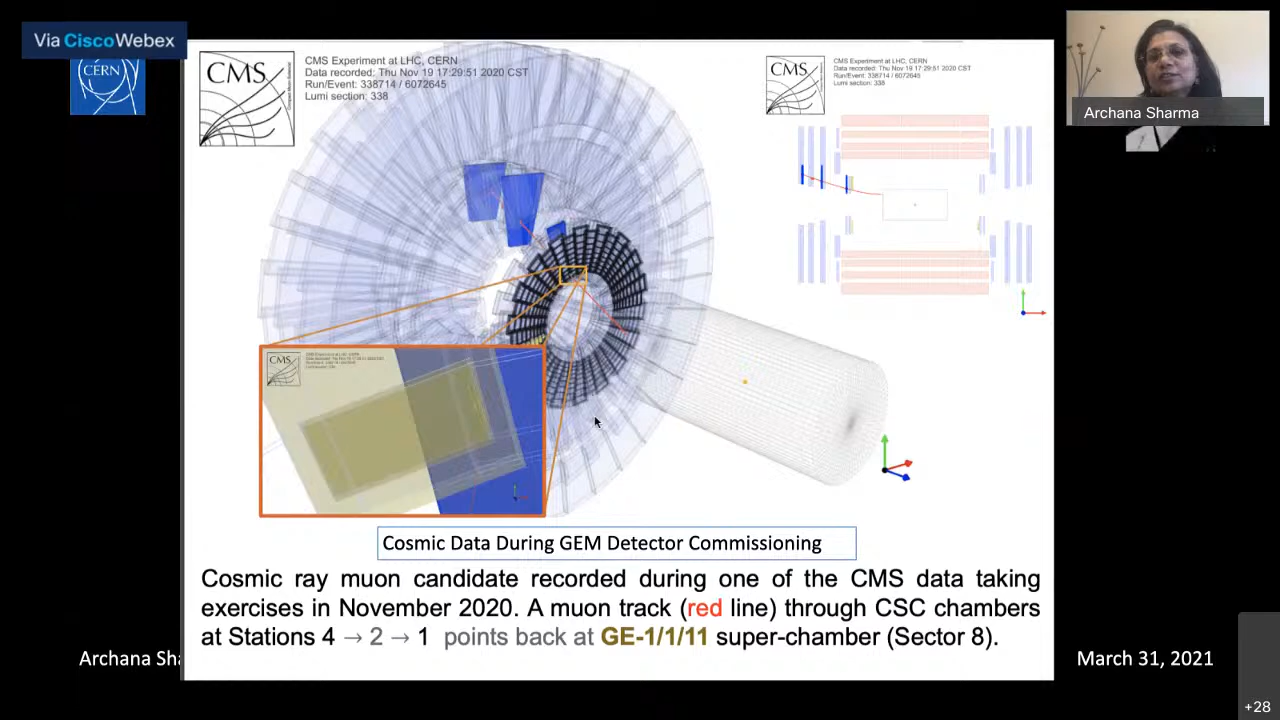 Via Cisco Webex
CERN
CMS
CMS Experiment at LHC, CERN
Data recorded: Thu Nov 19 17:29:51 2020 CST
Run/Event: 338714 / 6072645
Lumi section: 338
CMS
CMS Experiment at LHC, CERN
Data recorded: Thu Nov 19 17:29:51 2020 CST
Run/Event: 338714 / 6072645
Lumi section: 338
Archana Sharma
CMS
Cosmic Data During GEM Detector Commissioning
Cosmic ray muon candidate recorded during one of the CMS data taking
exercises in November 2020. A muon track (red line) through CSC chambers
at Stations 4 → 2 → 1 points back at GE-1/1/11 super-chamber (Sector 8).
Archana Sha
March 31, 2021
+28